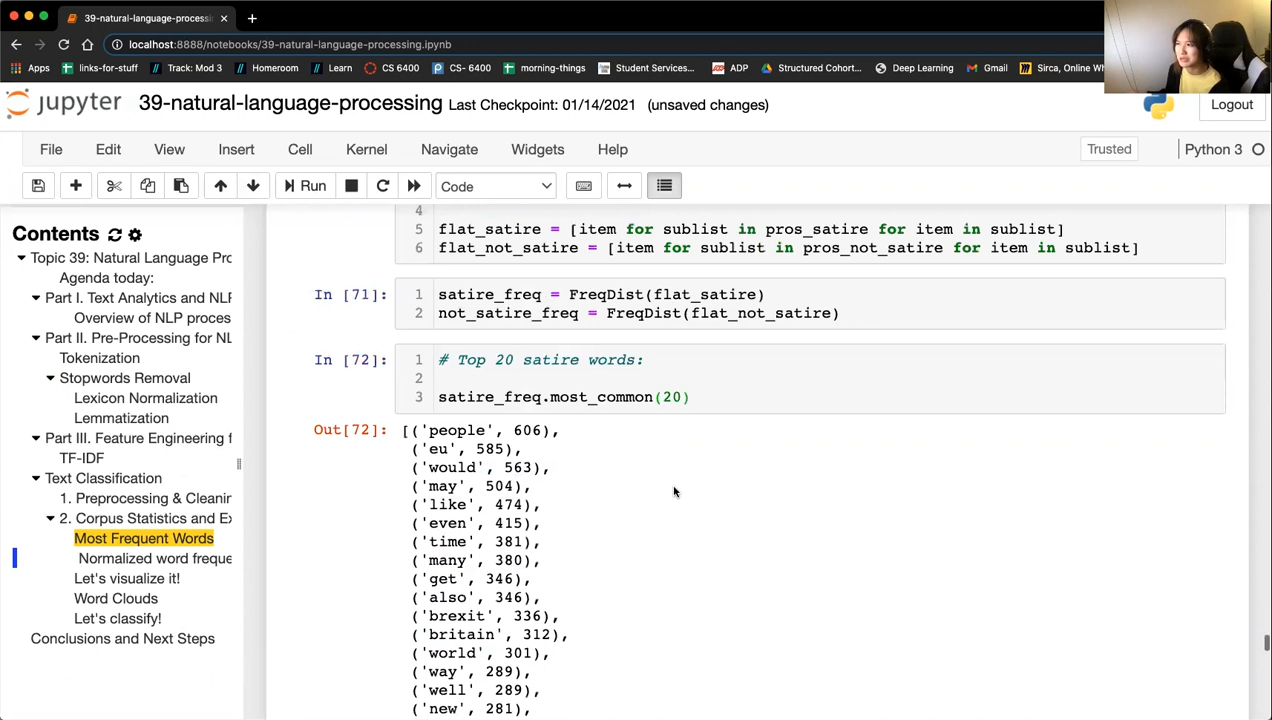 39-natural-language-processin
localhost:8888/notebooks/39-natural-language-processing.ipynb
Apps links-for-stuff Track: Mod 3 Homeroom Learn CS 6400 CS- 6400 morning-things Student Services... ADP Structured Cohort... Deep Learning Gmail Sirca, Online Wh
jupyter 39-natural-language-processing Last Checkpoint: 01/14/2021 (unsaved changes) Logout
File Edit View Insert Cell Kernel Navigate Widgets Help Trusted Python 3
Run Code
Contents
Topic 39: Natural Language Pro
Agenda today:
Part I. Text Analytics and NLP
Overview of NLP proces
Part II. Pre-Processing for NL
Tokenization
Stopwords Removal
Lexicon Normalization
Lemmatization
Part III. Feature Engineering f
TF-IDF
Text Classification
1. Preprocessing & Cleanin
2. Corpus Statistics and Ex
Most Frequent Words
Normalized word freque
Let's visualize it!
Word Clouds
Let's classify!
Conclusions and Next Steps
4
5 flat_satire = [item for sublist in pros_satire for item in sublist]
6 flat_not_satire = [item for sublist in pros_not_satire for item in sublist]
In [71]: 1 satire_freq = FreqDist(flat_satire)
2 not_satire_freq = FreqDist(flat_not_satire)
In [72]: 1 # Top 20 satire words:
2
3 satire_freq.most_common(20)
Out[72]: [('people', 606),
('eu', 585),
('would', 563),
('may', 504),
('like', 474),
('even', 415),
('time', 381),
('many', 380),
('get', 346),
('also', 346),
('brexit', 336),
('britain', 312),
('world', 301),
('way', 289),
('well', 289),
('new', 281),